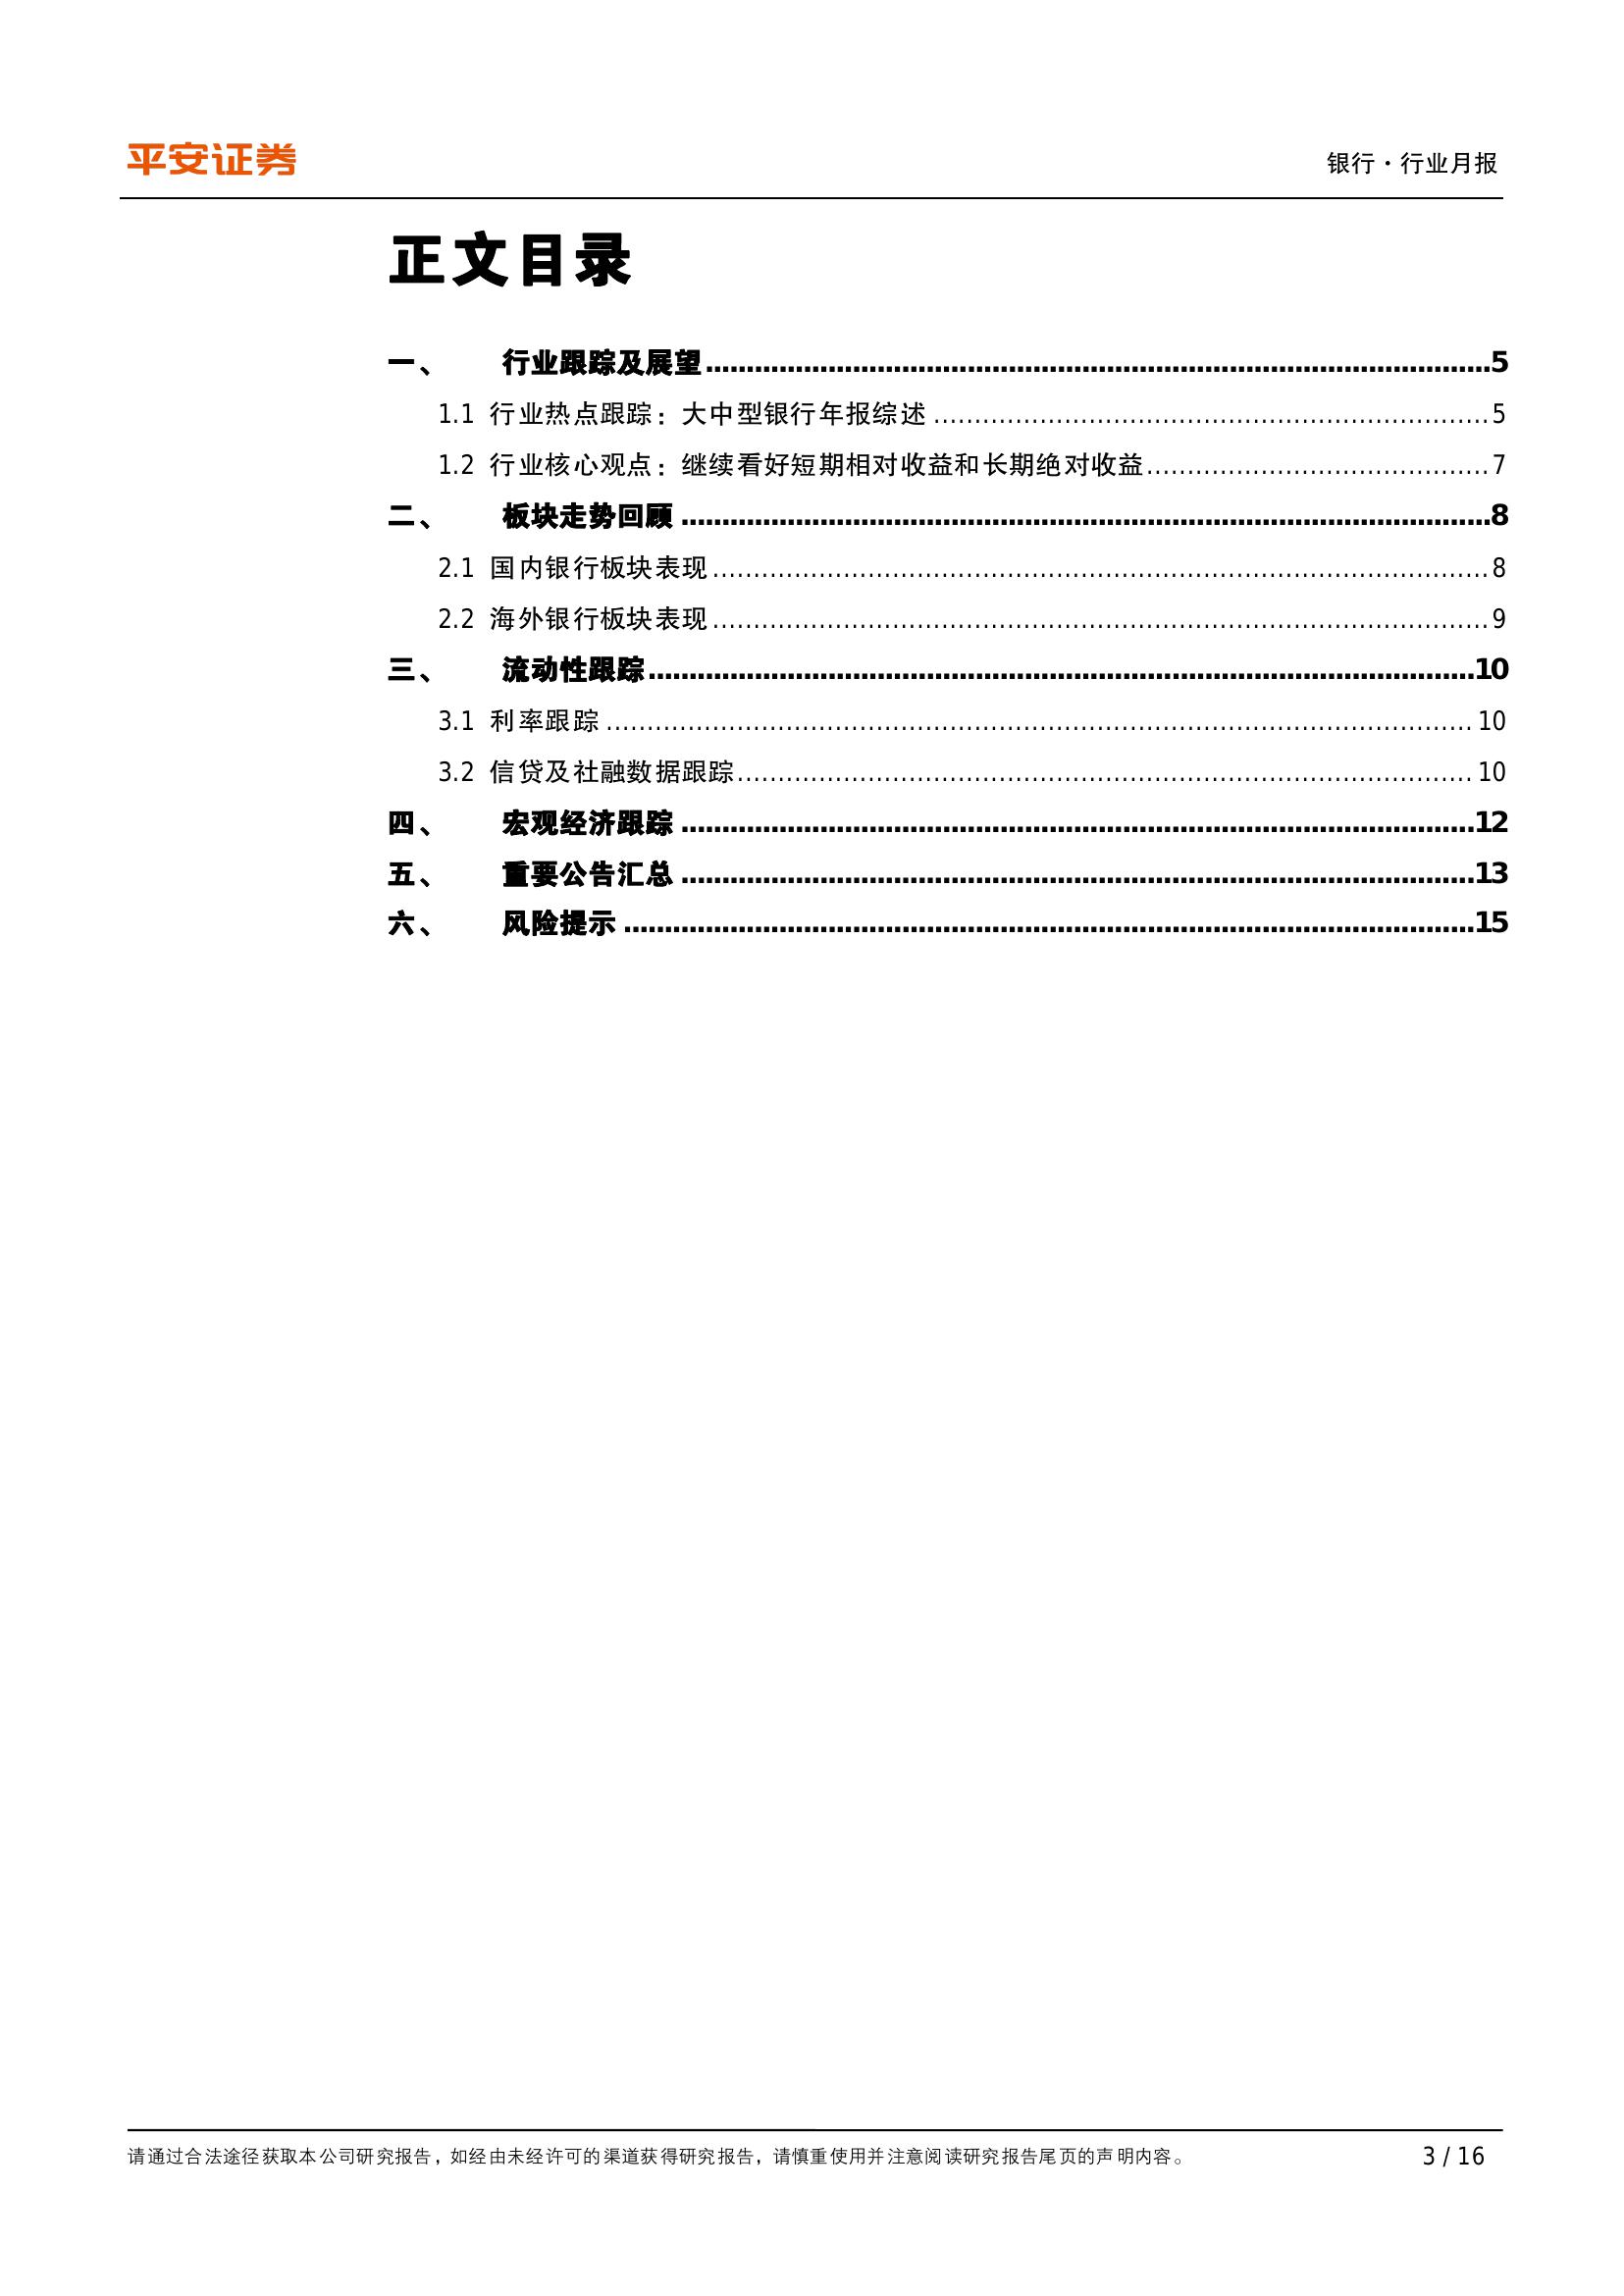 平安证券
银行·行业月报
正文目录
一、 行业跟踪及展望................................................................................................5
1.1 行业热点跟踪：大中型银行年报综述....................................................................5
1.2 行业核心观点：继续看好短期相对收益和长期绝对收益..........................................7
二、 板块走势回顾...................................................................................................8
2.1 国内银行板块表现...............................................................................................8
2.2 海外银行板块表现...............................................................................................9
三、 流动性跟踪.....................................................................................................10
3.1 利率跟踪..........................................................................................................10
3.2 信贷及社融数据跟踪..........................................................................................10
四、 宏观经济跟踪.................................................................................................12
五、 重要公告汇总.................................................................................................13
六、 风险提示........................................................................................................15
请通过合法途径获取本公司研究报告，如经由未经许可的渠道获得研究报告，请慎重使用并注意阅读研究报告尾页的声明内容。 3 / 16